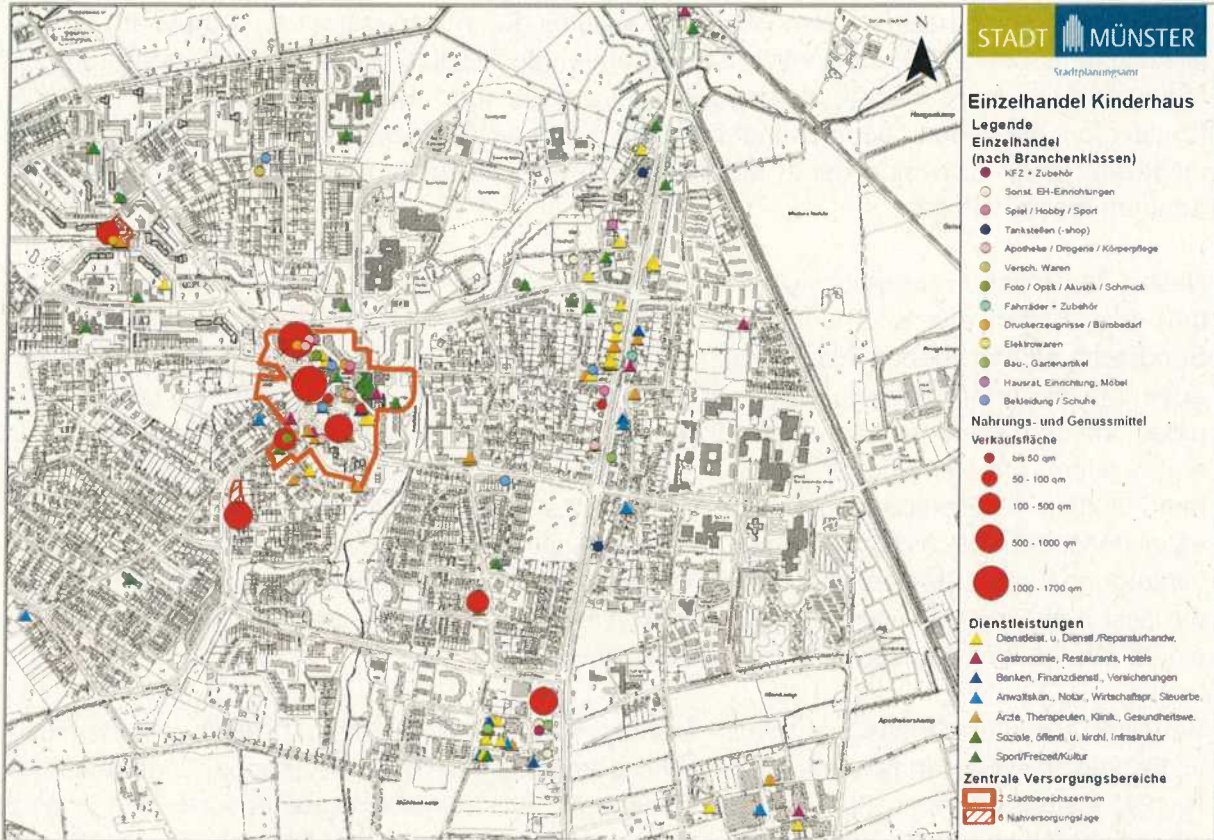 STADT MÜNSTER
Stadtplanungsamt
N
Einzelhandel Kinderhaus
Legende
Einzelhandel
(nach Branchenklassen)
KFZ + Zubehör
Sonst. EH-Einrichtungen
Spiel / Hobby / Sport
Tankstellen (-shop)
Apotheke / Drogerie / Körperpflege
Versch. Waren
Foto / Optik / Akustik / Schmuck
Fahrräder + Zubehör
Druckerzeugnisse / Bürobedarf
Elektrowaren
Bau-, Gartenartikel
Hausrat, Einrichtung, Möbel
Bekleidung / Schuhe
Nahrungs- und Genussmittel
Verkaufsfläche
bis 50 qm
50 - 100 qm
100 - 500 qm
500 - 1000 qm
1000 - 1700 qm
Dienstleistungen
Dienstleist. u. Dienstl./Reparaturhandw.
Gastronomie, Restaurants, Hotels
Banken, Finanzdienstl., Versicherungen
Anwaltskan., Notar, Wirtschaftspr., Steuerbe.
Ärzte, Therapeuten, Klinik., Gesundheitswe.
Soziale, öffentl. u. kirchl. Infrastruktur
Sport/Freizeit/Kultur
Zentrale Versorgungsbereiche
2 Stadtbereichszentrum
6 Nahversorgungslage